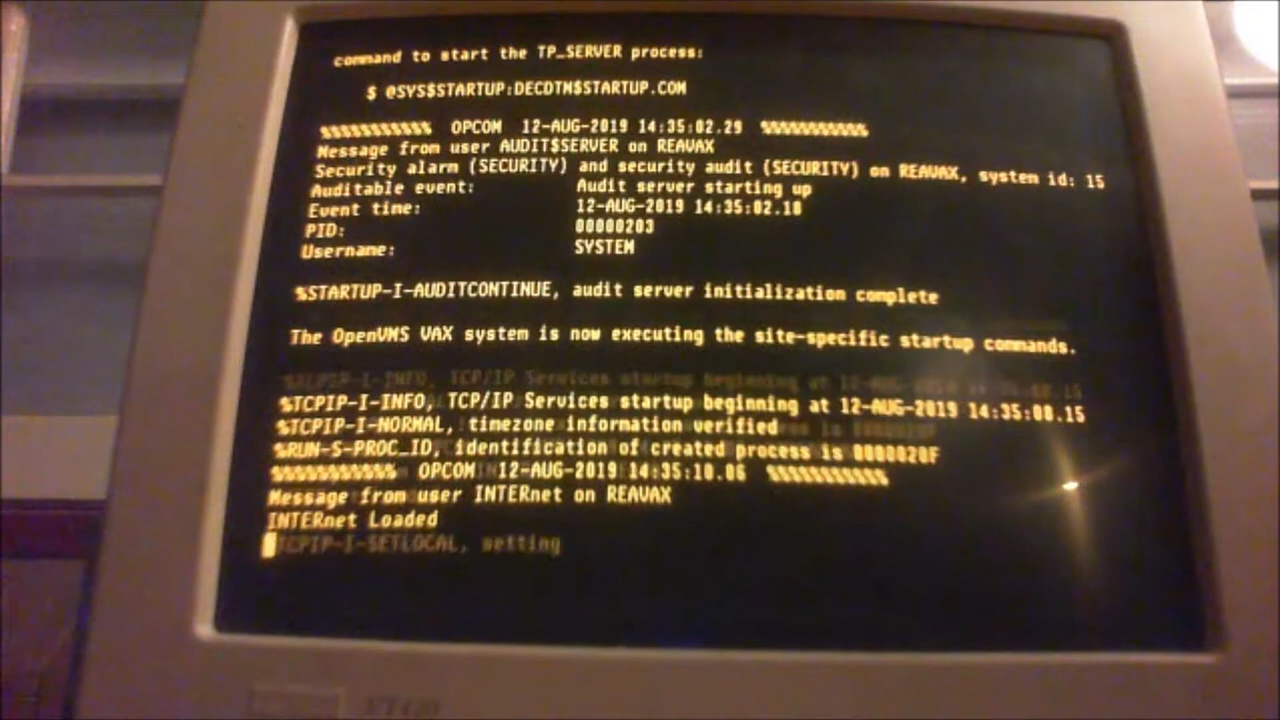 command to start the TP_SERVER process:
$ @SYS$STARTUP:DECDTM$STARTUP.COM
%%%%%%%%%%% OPCOM 12-AUG-2019 14:35:02.29 %%%%%%%%%%%
Message from user AUDIT$SERVER on REAVAX
Security alarm (SECURITY) and security audit (SECURITY) on REAVAX, system id: 15
Auditable event: Audit server starting up
Event time: 12-AUG-2019 14:35:02.18
PID: 00000203
Username: SYSTEM
%STARTUP-I-AUDITCONTINUE, audit server initialization complete
The OpenVMS VAX system is now executing the site-specific startup commands.
%TCPIP-I-INFO, TCP/IP Services startup beginning at 12-AUG-2019 14:35:08.15
%TCPIP-I-NORMAL, timezone information verified
%RUN-S-PROC_ID, identification of created process is 0000020F
%%%%%%%%%%% OPCOM 12-AUG-2019 14:35:10.06 %%%%%%%%%%%
Message from user INTERnet on REAVAX
INTERnet Loaded
TCPIP-I-SETLOCAL, setting